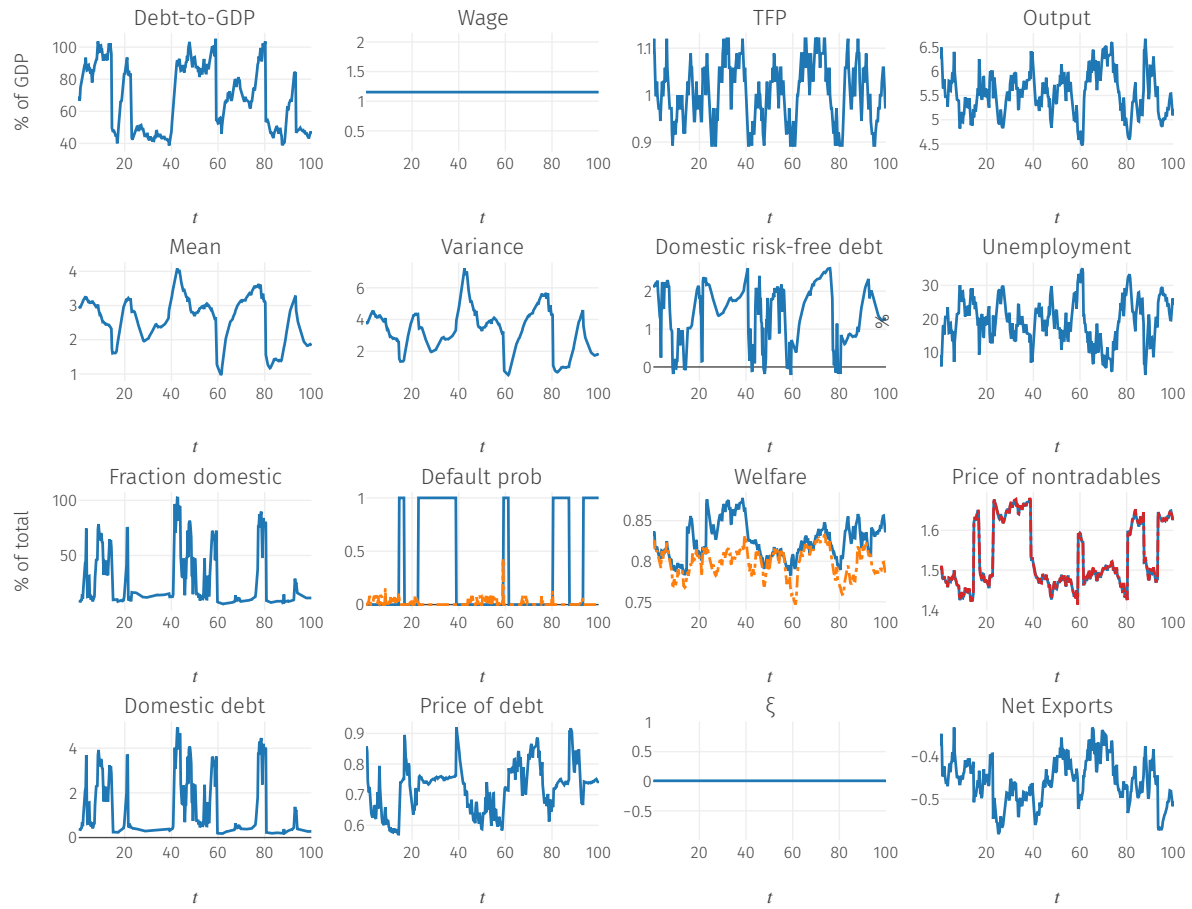 Debt-to-GDP
Wage
TFP
Output
% of GDP
100
80
60
40
20 40 60 80 100
t
2
1.5
1
0.5
20 40 60 80 100
t
1.1
1
0.9
20 40 60 80 100
t
6.5
6
5.5
5
4.5
20 40 60 80 100
t
Mean
Variance
Domestic risk-free debt
Unemployment
4
3
2
1
20 40 60 80 100
t
6
4
2
20 40 60 80 100
t
2
1
0
20 40 60 80 100
t
%
30
20
10
20 40 60 80 100
t
Fraction domestic
Default prob
Welfare
Price of nontradables
% of total
100
50
20 40 60 80 100
t
1
0.5
0
20 40 60 80 100
t
0.85
0.8
0.75
20 40 60 80 100
t
1.6
1.5
1.4
20 40 60 80 100
t
Domestic debt
Price of debt
ξ
Net Exports
4
2
0
20 40 60 80 100
t
0.9
0.8
0.7
0.6
20 40 60 80 100
t
1
0.5
0
−0.5
20 40 60 80 100
t
−0.4
−0.5
20 40 60 80 100
t